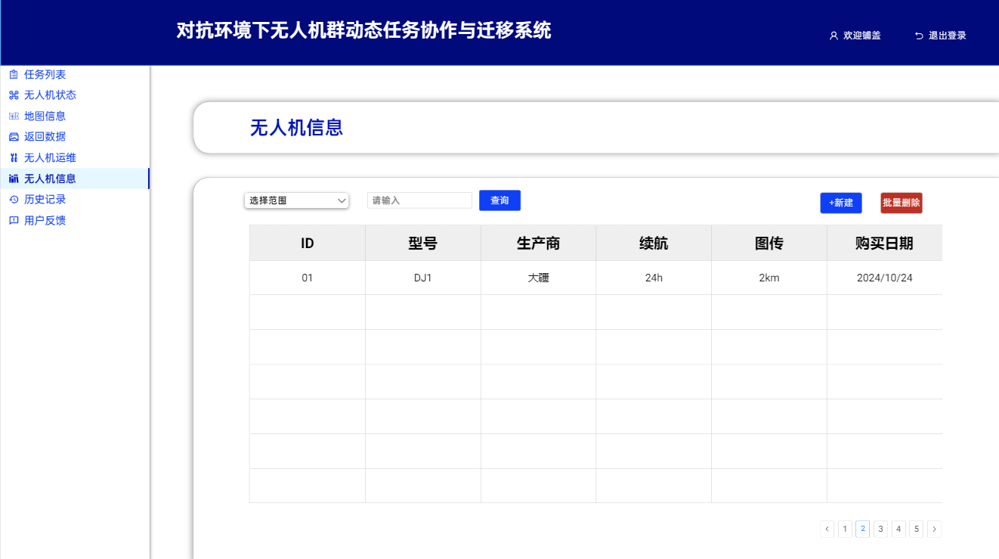 对抗环境下无人机群动态任务协作与迁移系统
欢迎铺盖
退出登录
任务列表
无人机状态
地图信息
返回数据
无人机运维
无人机信息
历史记录
用户反馈
无人机信息
选择范围
请输入
查询
+新建
批量删除
ID 型号 生产商 续航 图传 购买日期
01 DJ1 大疆 24h 2km 2024/10/24
< 1 2 3 4 5 >